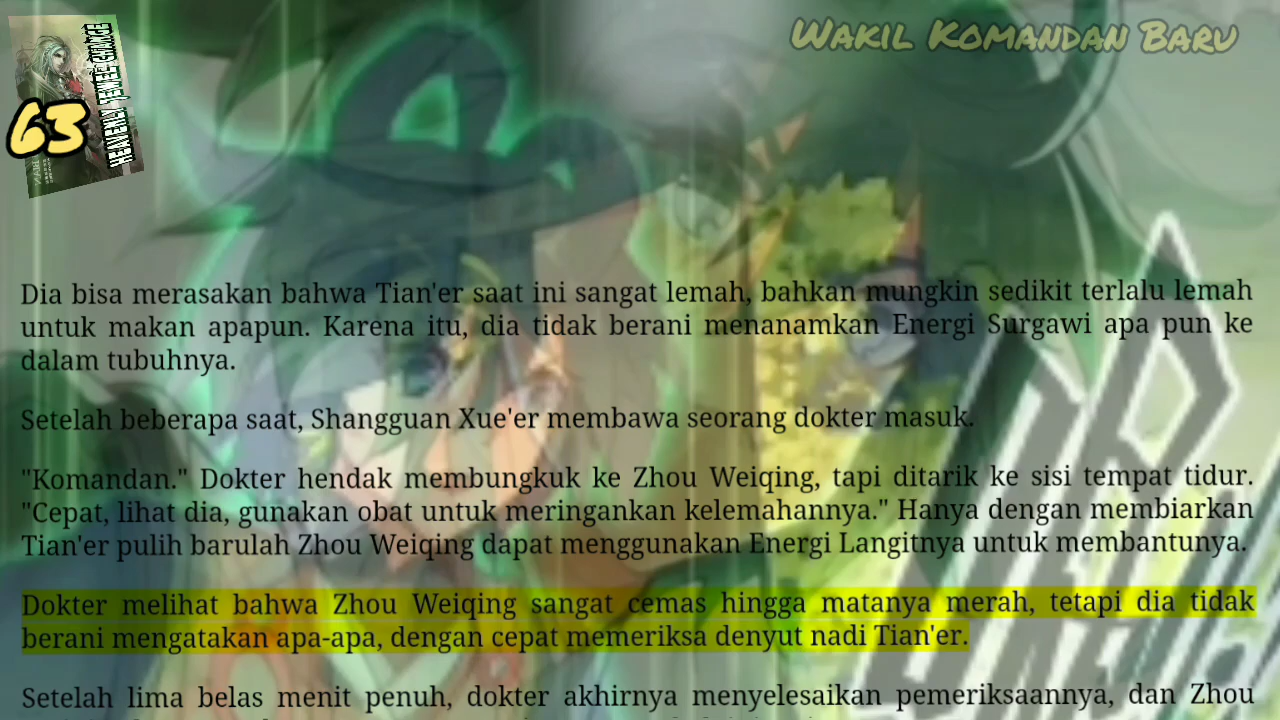 Wakil Komandan Baru
HEAVENLY JEWEL CHANGE
63
Dia bisa merasakan bahwa Tian'er saat ini sangat lemah, bahkan mungkin sedikit terlalu lemah
untuk makan apapun. Karena itu, dia tidak berani menanamkan Energi Surgawi apa pun ke
dalam tubuhnya.
Setelah beberapa saat, Shangguan Xue'er membawa seorang dokter masuk.
"Komandan." Dokter hendak membungkuk ke Zhou Weiqing, tapi ditarik ke sisi tempat tidur.
"Cepat, lihat dia, gunakan obat untuk meringankan kelemahannya." Hanya dengan membiarkan
Tian'er pulih barulah Zhou Weiqing dapat menggunakan Energi Langitnya untuk membantunya.
Dokter melihat bahwa Zhou Weiqing sangat cemas hingga matanya merah, tetapi dia tidak
berani mengatakan apa-apa, dengan cepat memeriksa denyut nadi Tian'er.
Setelah lima belas menit penuh, dokter akhirnya menyelesaikan pemeriksaannya, dan Zhou